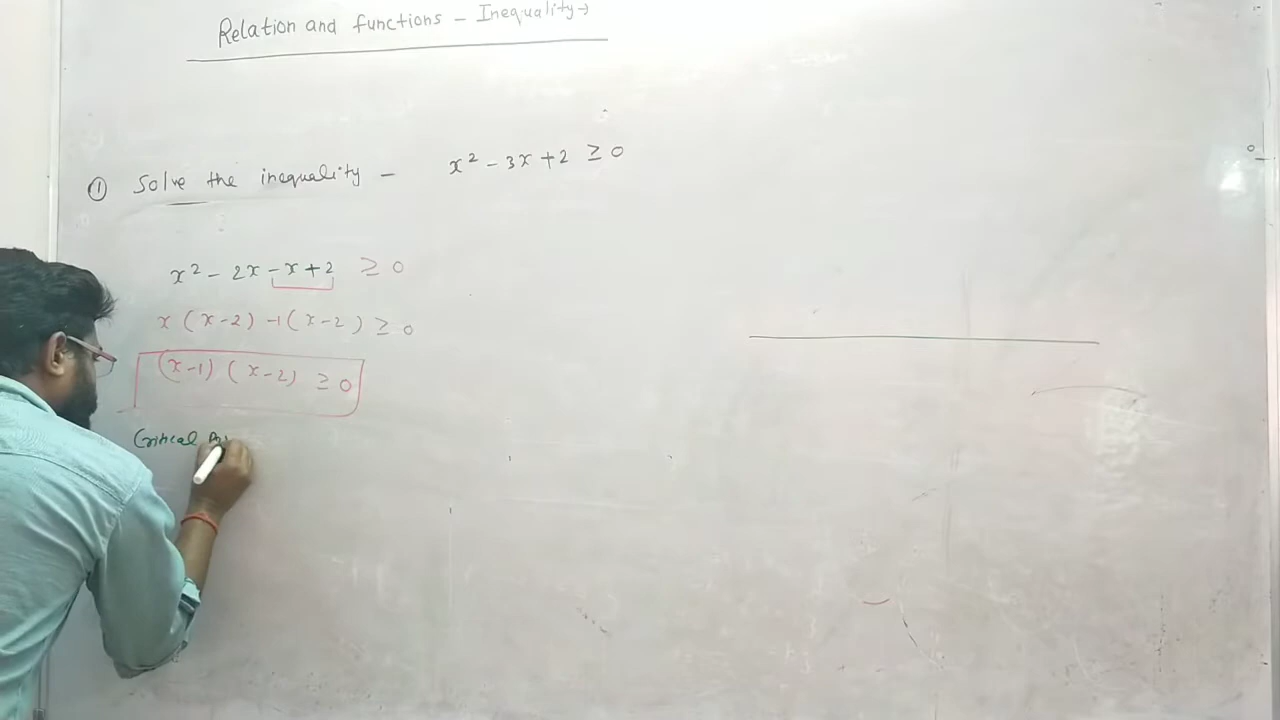 Relation and functions - Inequality →
① Solve the inequality - x² - 3x + 2 ≥ 0
x² - 2x - x + 2 ≥ 0
x (x-2) -1 (x-2) ≥ 0
(x-1) (x-2) ≥ 0
Critical